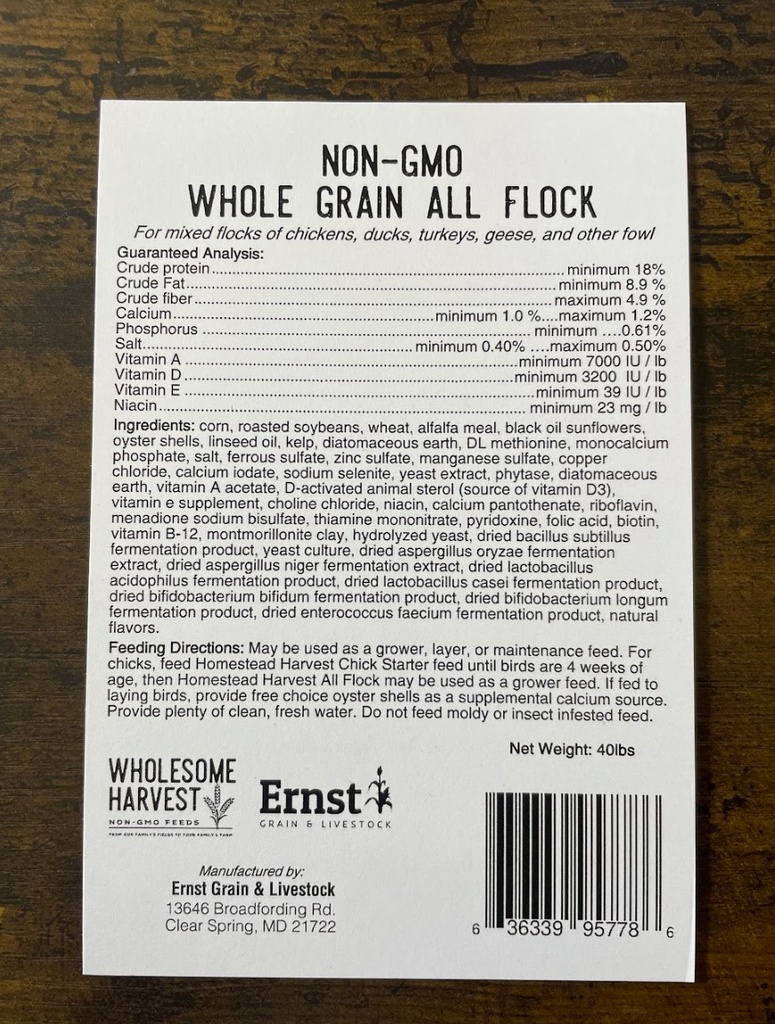 NON-GMO
WHOLE GRAIN ALL FLOCK
For mixed flocks of chickens, ducks, turkeys, geese, and other fowl
Guaranteed Analysis:
Crude protein................minimum 18%
Crude Fat................minimum 8.9 %
Crude fiber................maximum 4.9 %
Calcium................minimum 1.0 %....maximum 1.2%
Phosphorus ................ minimum ....0.61%
Salt................ minimum 0.40% ....maximum 0.50%
Vitamin A ................minimum 7000 IU / lb
Vitamin D ................minimum 3200 IU / lb
Vitamin E ................minimum 39 IU / lb
Niacin................ minimum 23 mg / lb
Ingredients: corn, roasted soybeans, wheat, alfalfa meal, black oil sunflowers,
oyster shells, linseed oil, kelp, diatomaceous earth, DL methionine, monocalcium
phosphate, salt, ferrous sulfate, zinc sulfate, manganese sulfate, copper
chloride, calcium iodate, sodium selenite, yeast extract, phytase, diatomaceous
earth, vitamin A acetate, D-activated animal sterol (source of vitamin D3),
vitamin e supplement, choline chloride, niacin, calcium pantothenate, riboflavin,
menadione sodium bisulfate, thiamine mononitrate, pyridoxine, folic acid, biotin,
vitamin B-12, montmorillonite clay, hydrolyzed yeast, dried bacillus subtillus
fermentation product, yeast culture, dried aspergillus oryzae fermentation
extract, dried aspergillus niger fermentation extract, dried lactobacillus
acidophilus fermentation product, dried lactobacillus casei fermentation product,
dried bifidobacterium bifidum fermentation product, dried bifidobacterium longum
fermentation product, dried enterococcus faecium fermentation product, natural
flavors.
Feeding Directions: May be used as a grower, layer, or maintenance feed. For
chicks, feed Homestead Harvest Chick Starter feed until birds are 4 weeks of
age, then Homestead Harvest All Flock may be used as a grower feed. If fed to
laying birds, provide free choice oyster shells as a supplemental calcium source.
Provide plenty of clean, fresh water. Do not feed moldy or insect infested feed.
Net Weight: 40lbs
WHOLESOME
HARVEST
NON-GMO FEEDS
FROM OUR FAMILY'S FIELDS TO YOUR FAMILY'S FARM
Ernst
GRAIN & LIVESTOCK
Manufactured by:
Ernst Grain & Livestock
13646 Broadfording Rd.
Clear Spring, MD 21722
6 36339 95778 6